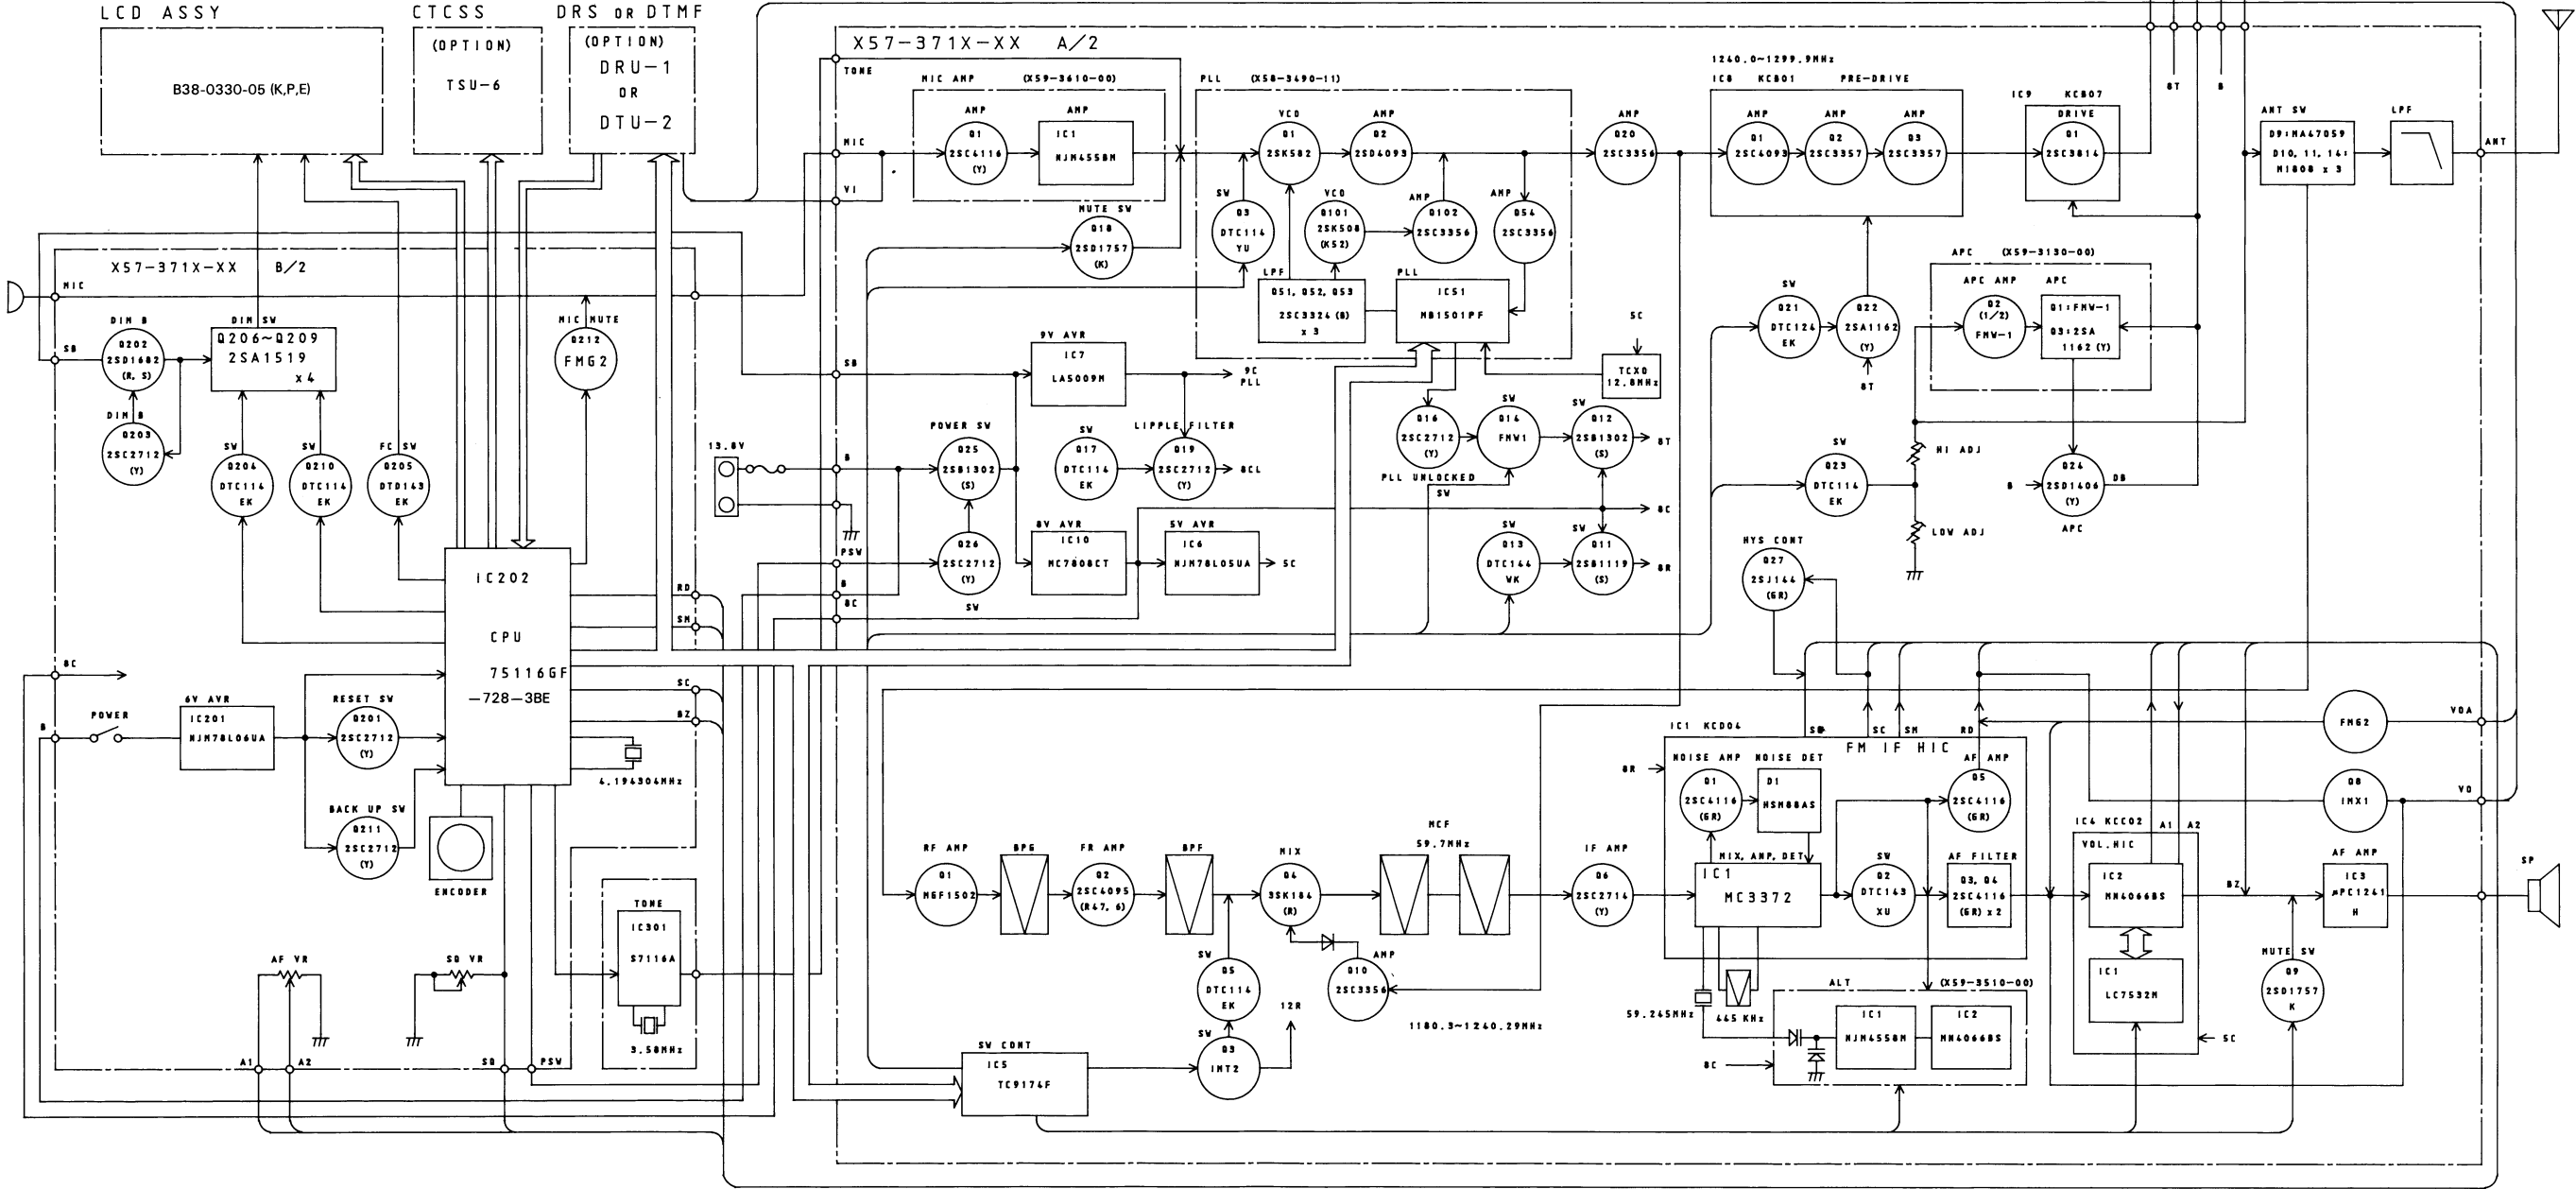 LCD ASSY
B38-0330-05 (K,P,E)
CTCSS
(OPTION)
TSU-6
DRS OR DTMF
(OPTION)
DRU-1
OR
DTU-2
X57-371X-XX A/2
TONE
MIC
VI
MIC AMP (X59-3610-00)
AMP
Q1
2SC4116
(Y)
AMP
IC1
NJM4558M
MUTE SW
Q18
2SD1757
(K)
PLL (X58-3490-11)
VCO
Q1
2SK582
AMP
Q2
2SD4093
SW
Q3
DTC114
YU
VCO
Q101
2SK508
(K52)
AMP
Q102
2SC3356
AMP
Q54
2SC3356
LPF
Q51, Q52, Q53
2SC3324 (B)
x 3
PLL
IC51
MB1501PF
AMP
Q20
2SC3356
1240.0~1299.9MHz
IC8 KCB01 PRE-DRIVE
AMP
Q1
2SC4093
AMP
Q2
2SC3357
AMP
Q3
2SC3357
IC9 KCB07
DRIVE
Q1
2SC3814
8T
B
ANT SW
D9:MA47059
D10, 11, 14:
MI808 x 3
LPF
ANT
X57-371X-XX B/2
MIC
DIM B
Q202
2SD1682
(R, S)
SB
DIM B
Q203
2SC2712
(Y)
DIM SW
Q206~Q209
2SA1519
x4
MIC MUTE
Q212
FMG2
SW
Q204
DTC114
EK
SW
Q210
DTC114
EK
FC SW
Q205
DTD143
EK
13.8V
SB
B
PSW
B
8C
9V AVR
IC7
LA5009M
9C
PLL
POWER SW
Q25
2SB1302
(S)
SW
Q17
DTC114
EK
LIPPLE FILTER
Q19
2SC2712
(Y)
8CL
Q26
2SC2712
(Y)
SW
8V AVR
IC10
MC7808CT
5V AVR
IC6
NJM78L05UA
5C
5C
TCXO
12.8MHz
Q16
2SC2712
(Y)
PLL UNLOCKED
SW
SW
Q14
FMW1
SW
Q12
2SB1302
(S)
8T
8C
SW
Q13
DTC144
WK
SW
Q11
2SB1119
(S)
8R
SW
Q21
DTC124
EK
Q22
2SA1162
(Y)
8T
APC (X59-3130-00)
APC AMP
Q2
(1/2)
FMW-1
APC
Q1:FMW-1
Q3:2SA
1162 (Y)
SW
Q23
DTC114
EK
HI ADJ
LOW ADJ
B
Q24
2SD1406
(Y)
APC
DB
HYS CONT
Q27
2SJ144
(GR)
IC202
CPU
75116GF
-728-3BE
RD
SM
SC
BZ
4.194304MHz
8C
B
POWER
6V AVR
IC201
NJM78L06UA
RESET SW
Q201
2SC2712
(Y)
BACK UP SW
Q211
2SC2712
(Y)
ENCODER
TONE
IC301
S7116A
3.58MHz
AF VR
SQ VR
A1
A2
SQ
PSW
RF AMP
Q1
MGF1502
BPG
FR AMP
Q2
2SC4095
(R47, 6)
BPF
MIX
Q4
3SK184
(R)
SW
Q5
DTC114
EK
SW
Q3
IMT2
12R
AMP
Q10
2SC3356
1180.3~1240.29MHz
SW CONT
IC5
TC9174F
MCF
59.7MHz
IF AMP
Q6
2SC2714
(Y)
8R
IC1 KCD04
SC
SM
RD
FM IF HIC
NOISE AMP
Q1
2SC4116
(GR)
NOISE DET
D1
HSM88AS
AF AMP
Q5
2SC4116
(GR)
MIX, AMP, DET
IC1
MC3372
SW
Q2
DTC143
XU
AF FILTER
Q3, Q4
2SC4116
(GR) x 2
59.245MHz
445 KHz
ALT (X59-3510-00)
IC1
NJM4558M
IC2
MN4066BS
8C
FMG2
VOA
Q8
IMX1
VO
IC4 KCC02 A1 A2
VOL.HIC
IC2
MN4066BS
IC1
LC7532M
5C
BZ
AF AMP
IC3
µPC1241
H
SP
MUTE SW
Q9
2SD1757
K